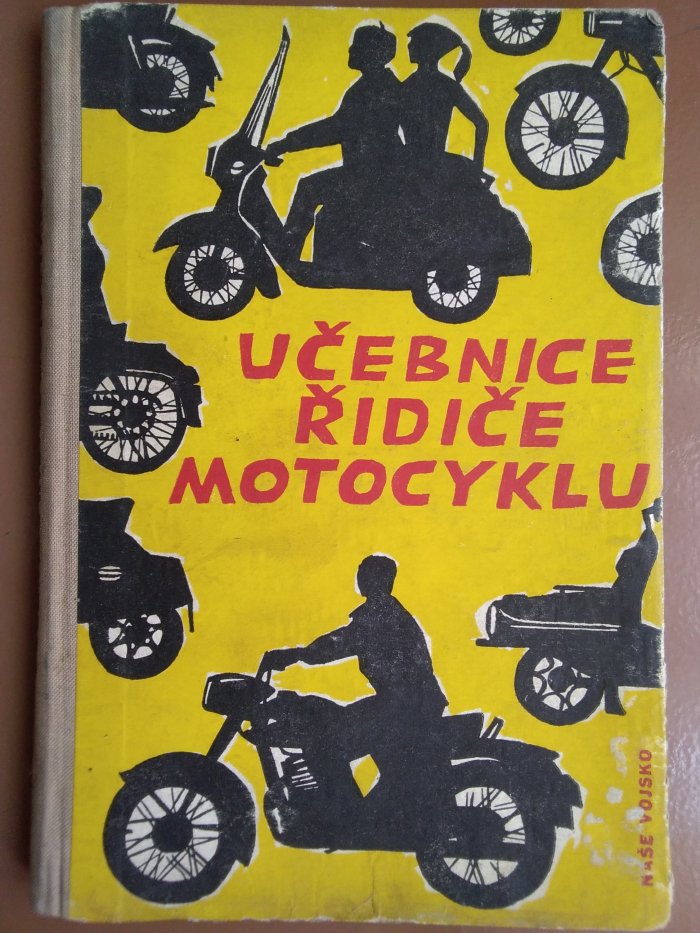 UČEBNICE
ŘIDIČE
MOTOCYKLU
NAŠE VOJSKO